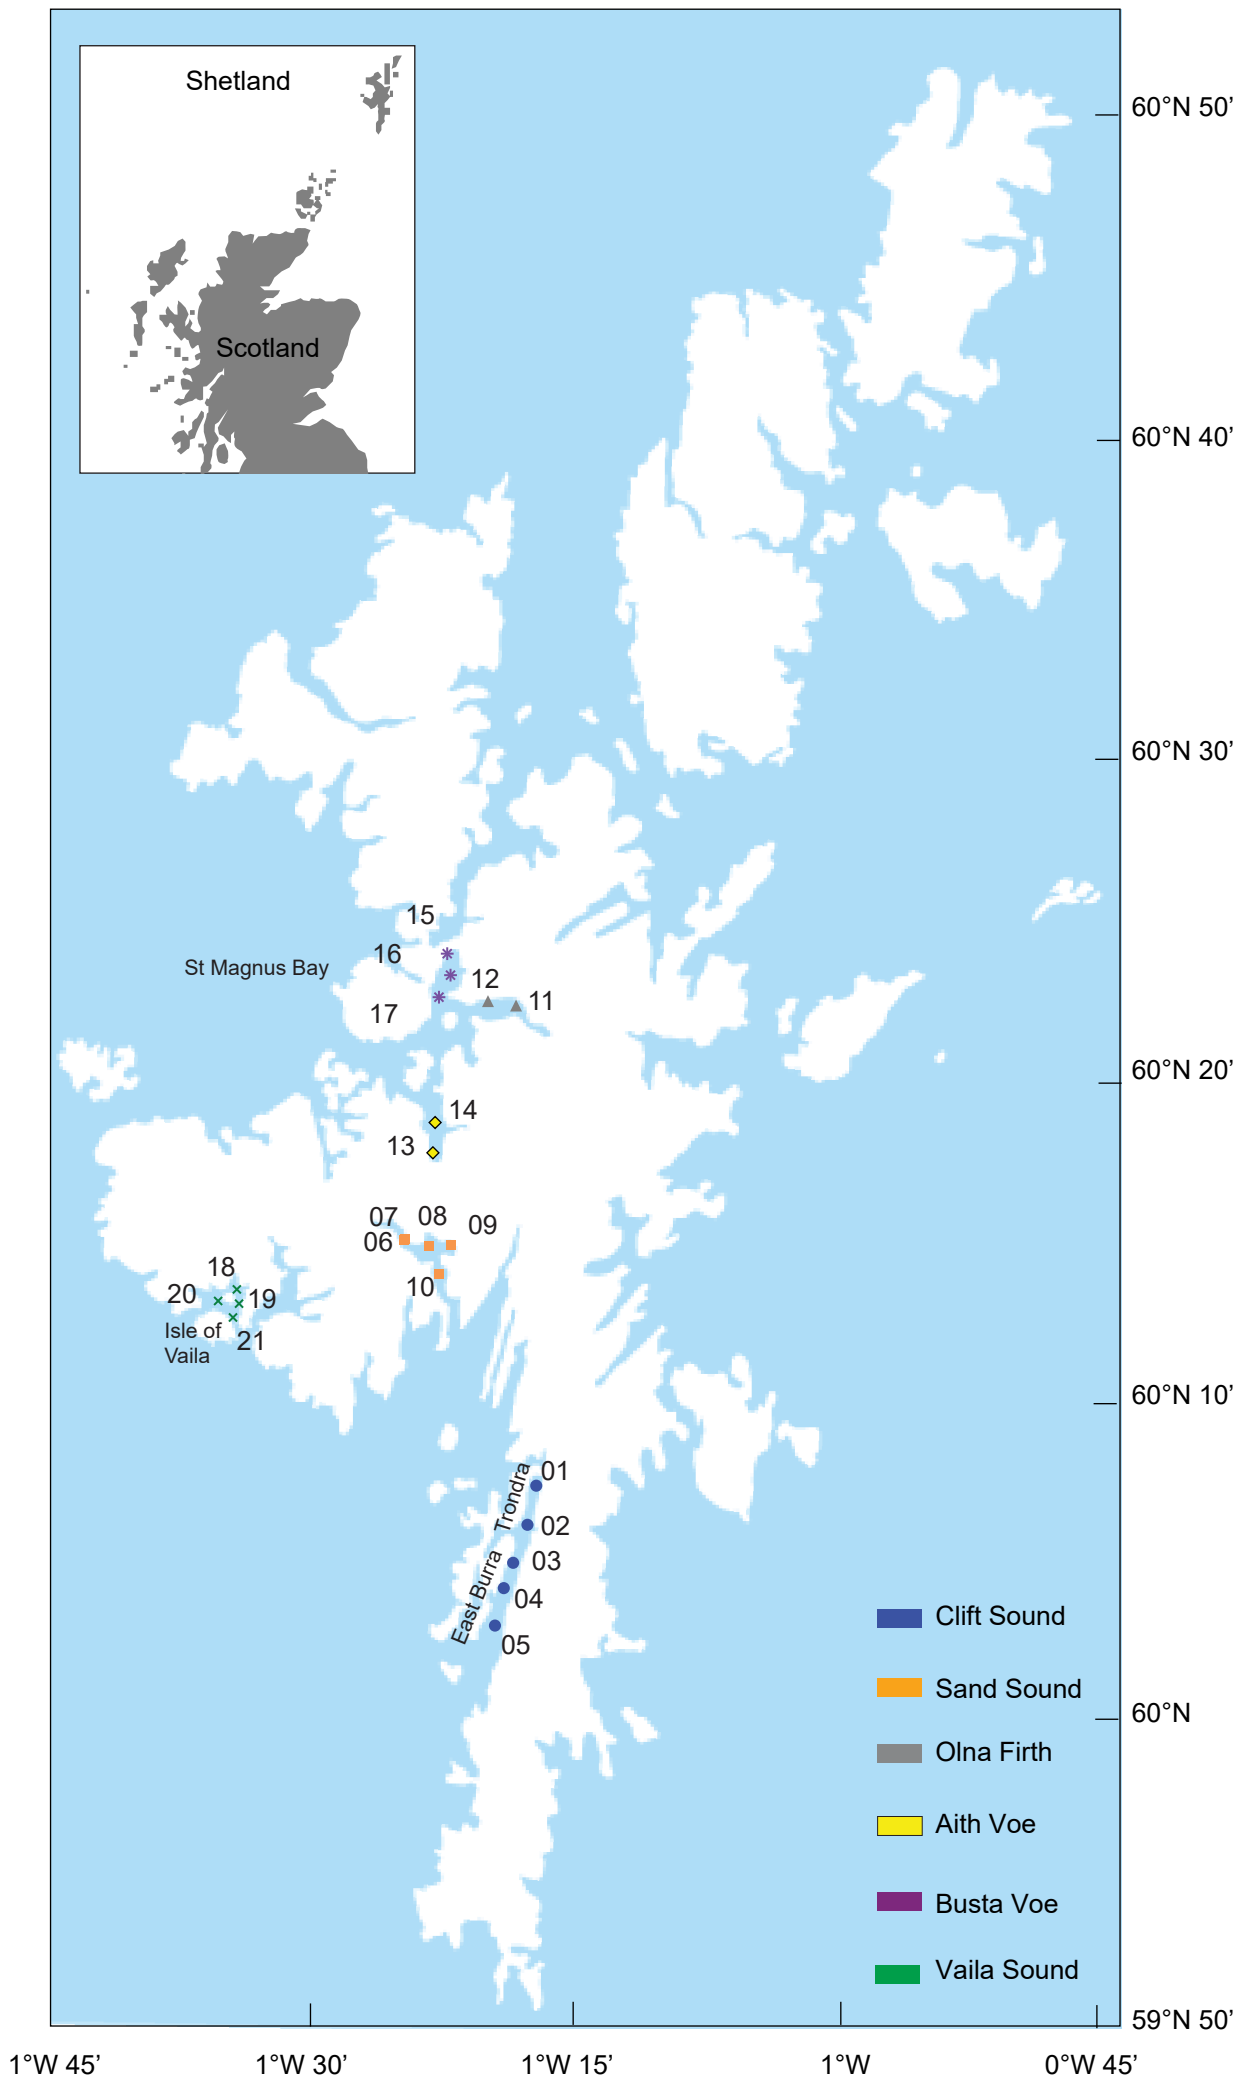 Shetland
Scotland
60°N 50’
60°N 40’
60°N 30’
15
16
St Magnus Bay
12
11
17
60°N 20’
14
13
07
08
09
06
10
18
20
19
21
Isle of
Vaila
60°N 10’
01
Trondra
02
03
East Burra
04
05
Clift Sound
Sand Sound
60°N
Olna Firth
Aith Voe
Busta Voe
Vaila Sound
59°N 50’
1°W 45’
1°W 30’
1°W 15’
1°W
0°W 45’